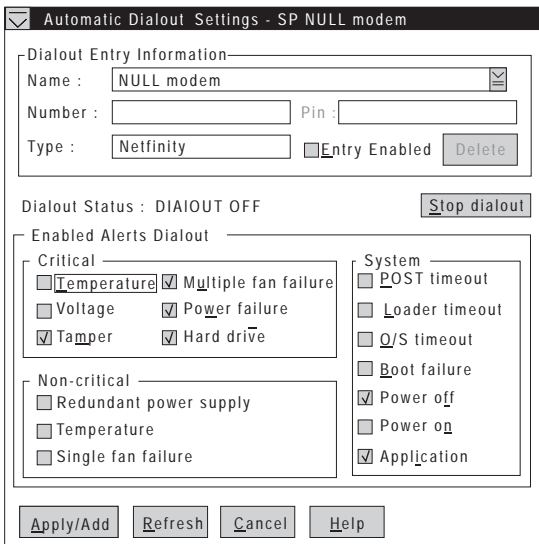 Automatic Dialout Settings - SP NULL modem
Dialout Entry Information
Name : NULL modem
Number : Pin :
Type : Netfinity Entry Enabled Delete
Dialout Status : DIAIOUT OFF Stop dialout
Enabled Alerts Dialout
Critical
Temperature Multiple fan failure
Voltage Power failure
Tamper Hard drive
Non-critical
Redundant power supply
Temperature
Single fan failure
System
POST timeout
Loader timeout
O/S timeout
Boot failure
Power off
Power on
Application
Apply/Add Refresh Cancel Help